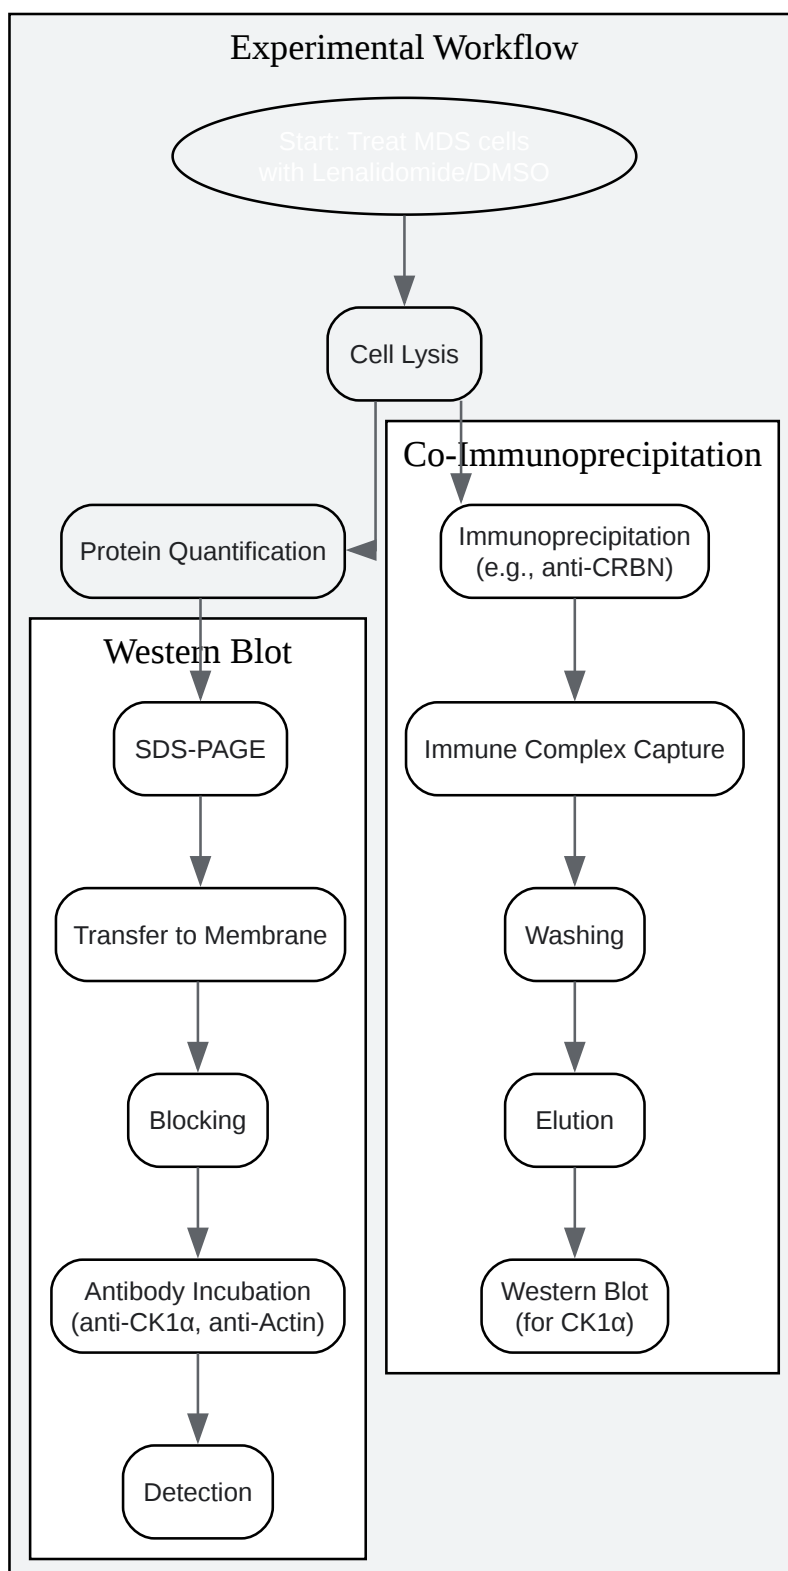 Experimental Workflow
Start: Treat MDS cells
with Lenalidomide/DMSO
Cell Lysis
Protein Quantification
Western Blot
SDS-PAGE
Transfer to Membrane
Blocking
Antibody Incubation
(anti-CK1α, anti-Actin)
Detection
Co-Immunoprecipitation
Immunoprecipitation
(e.g., anti-CRBN)
Immune Complex Capture
Washing
Elution
Western Blot
(for CK1α)